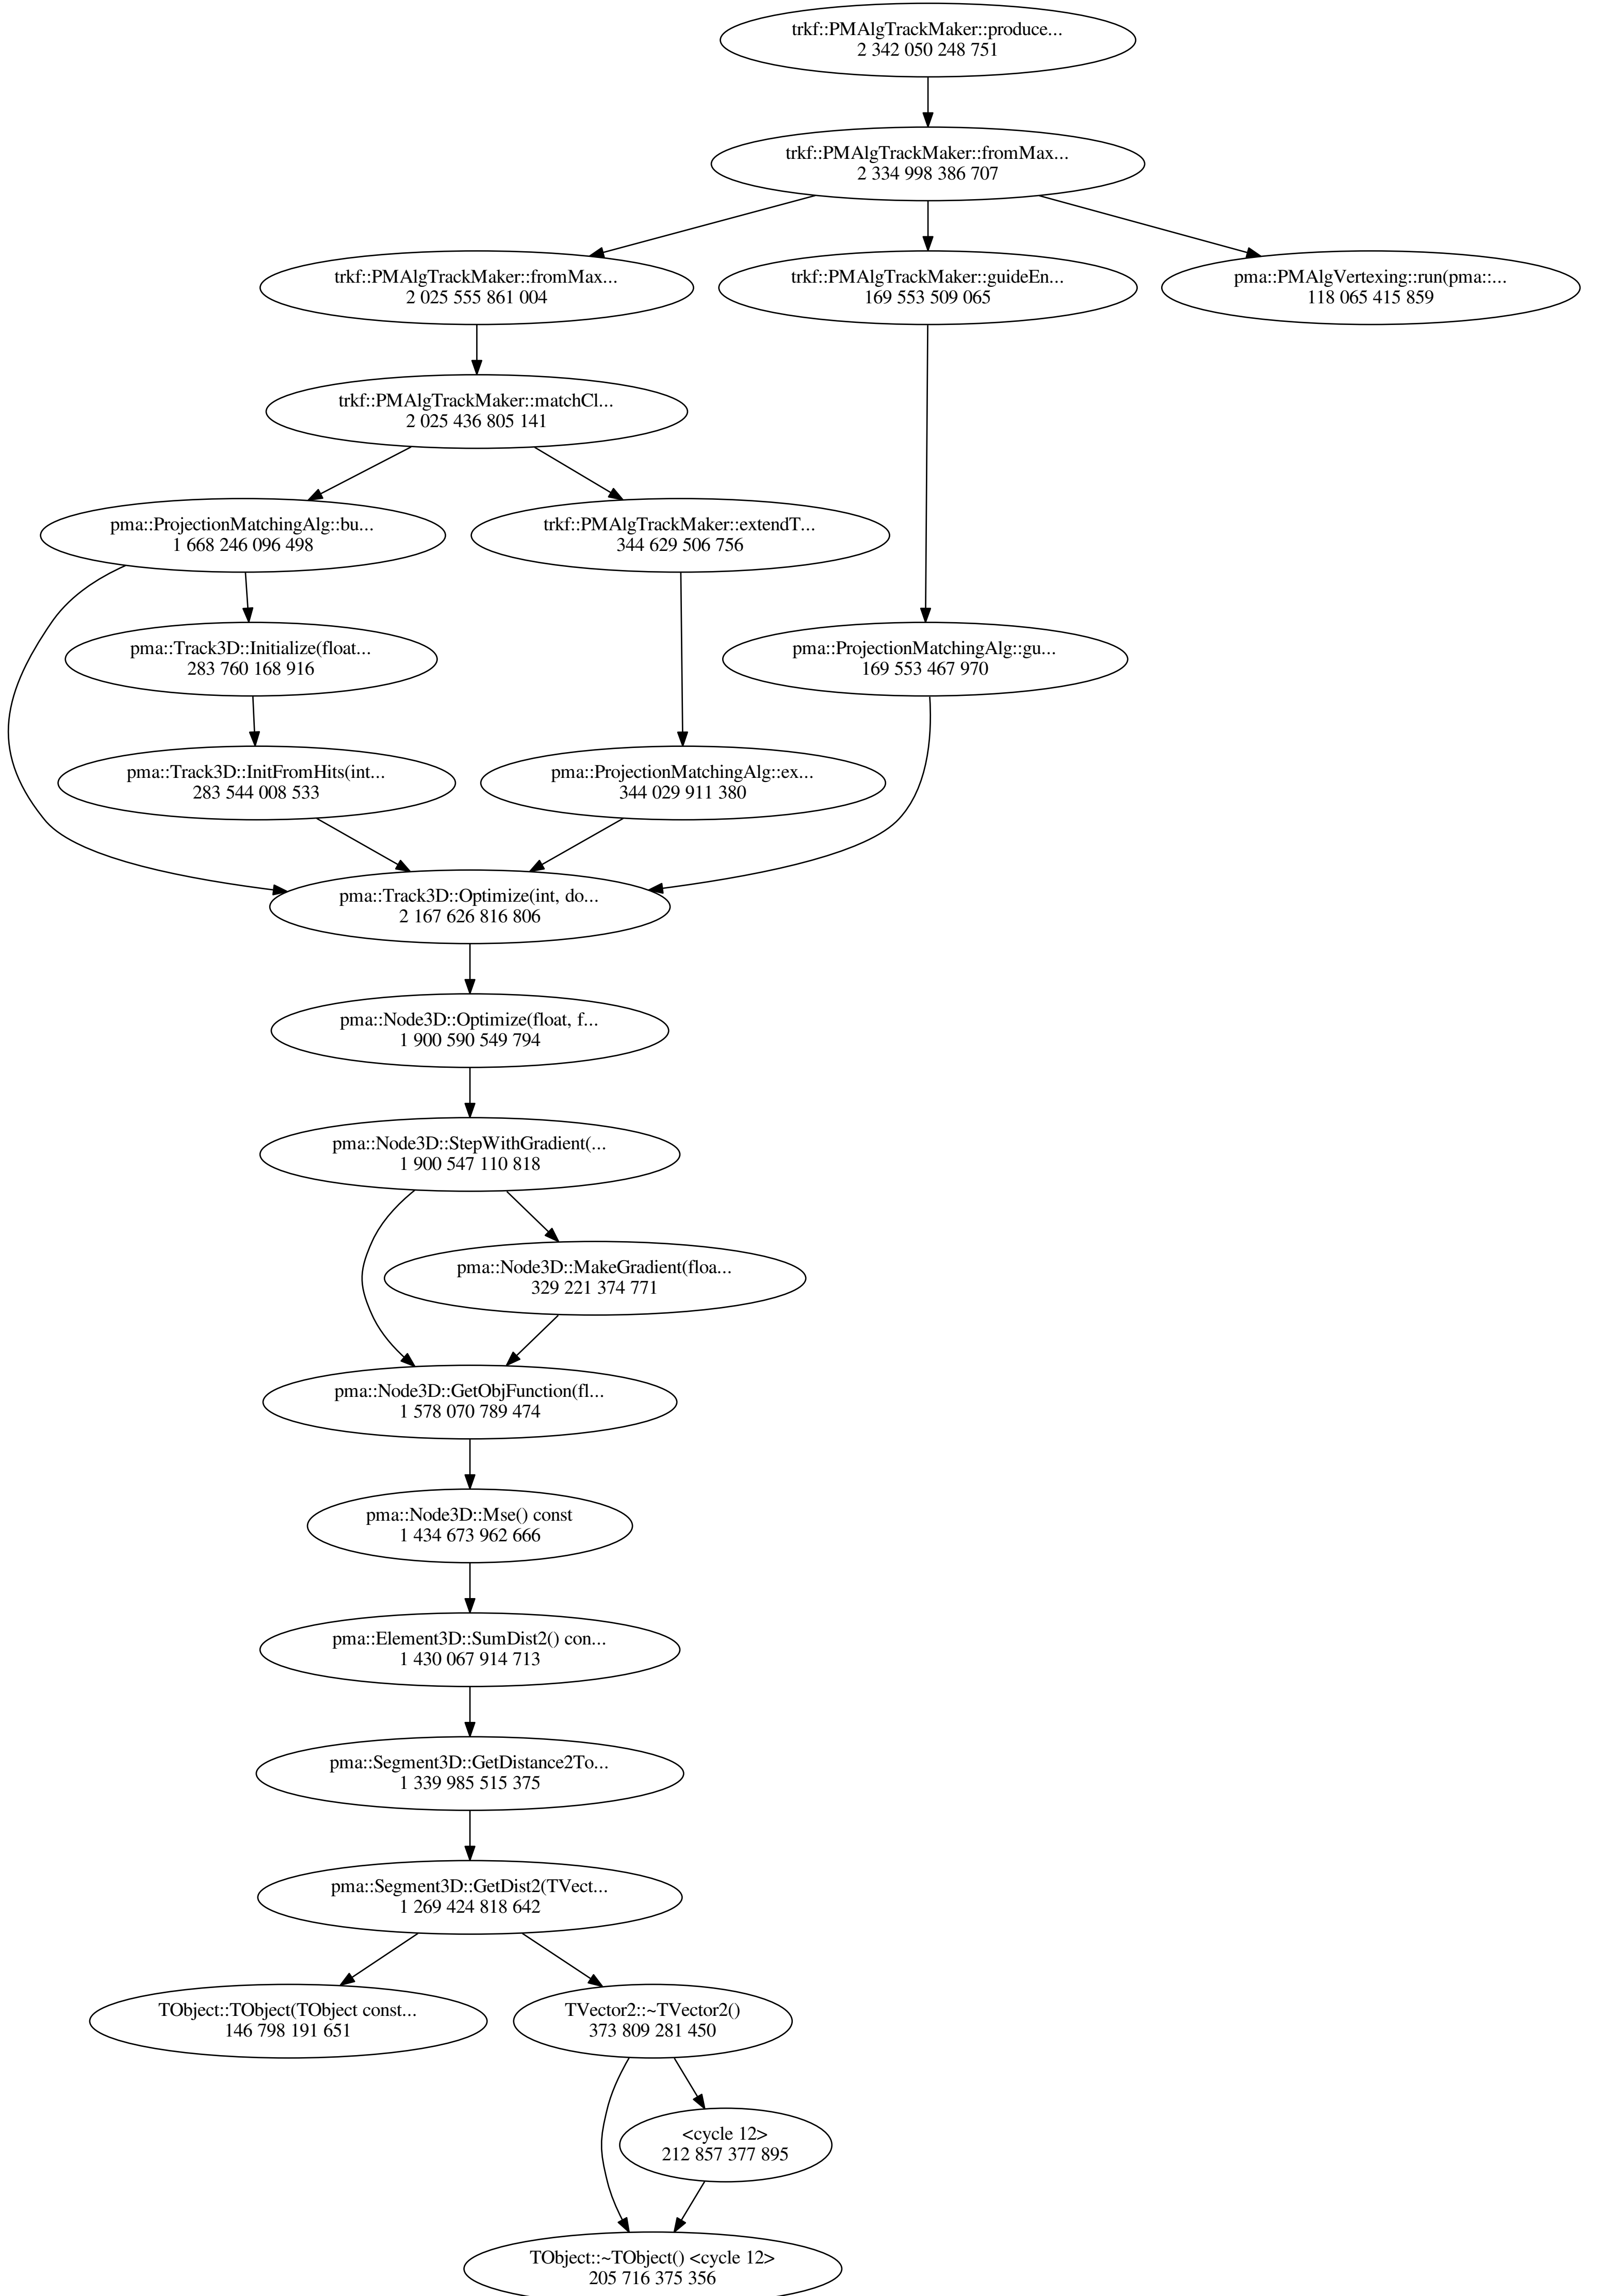 trkf::PMAlgTrackMaker::produce...
2 342 050 248 751
trkf::PMAlgTrackMaker::fromMax...
2 334 998 386 707
trkf::PMAlgTrackMaker::fromMax...
2 025 555 861 004
trkf::PMAlgTrackMaker::guideEn...
169 553 509 065
pma::PMAlgVertexing::run(pma::...
118 065 415 859
trkf::PMAlgTrackMaker::matchCl...
2 025 436 805 141
pma::ProjectionMatchingAlg::bu...
1 668 246 096 498
trkf::PMAlgTrackMaker::extendT...
344 629 506 756
pma::Track3D::Initialize(float...
283 760 168 916
pma::ProjectionMatchingAlg::gu...
169 553 467 970
pma::Track3D::InitFromHits(int...
283 544 008 533
pma::ProjectionMatchingAlg::ex...
344 029 911 380
pma::Track3D::Optimize(int, do...
2 167 626 816 806
pma::Node3D::Optimize(float, f...
1 900 590 549 794
pma::Node3D::StepWithGradient(...
1 900 547 110 818
pma::Node3D::MakeGradient(floa...
329 221 374 771
pma::Node3D::GetObjFunction(fl...
1 578 070 789 474
pma::Node3D::Mse() const
1 434 673 962 666
pma::Element3D::SumDist2() con...
1 430 067 914 713
pma::Segment3D::GetDistance2To...
1 339 985 515 375
pma::Segment3D::GetDist2(TVect...
1 269 424 818 642
TObject::TObject(TObject const...
146 798 191 651
TVector2::~TVector2()
373 809 281 450
<cycle 12>
212 857 377 895
TObject::~TObject() <cycle 12>
205 716 375 356